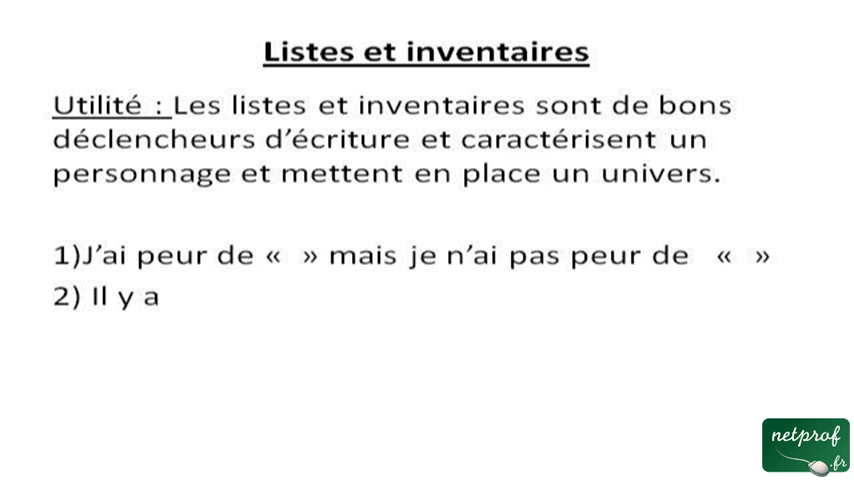 Listes et inventaires
Utilité : Les listes et inventaires sont de bons
déclencheurs d’écriture et caractérisent un
personnage et mettent en place un univers.
1)J’ai peur de «  » mais je n’ai pas peur de  «  »
2) Il y a
netprof
.fr